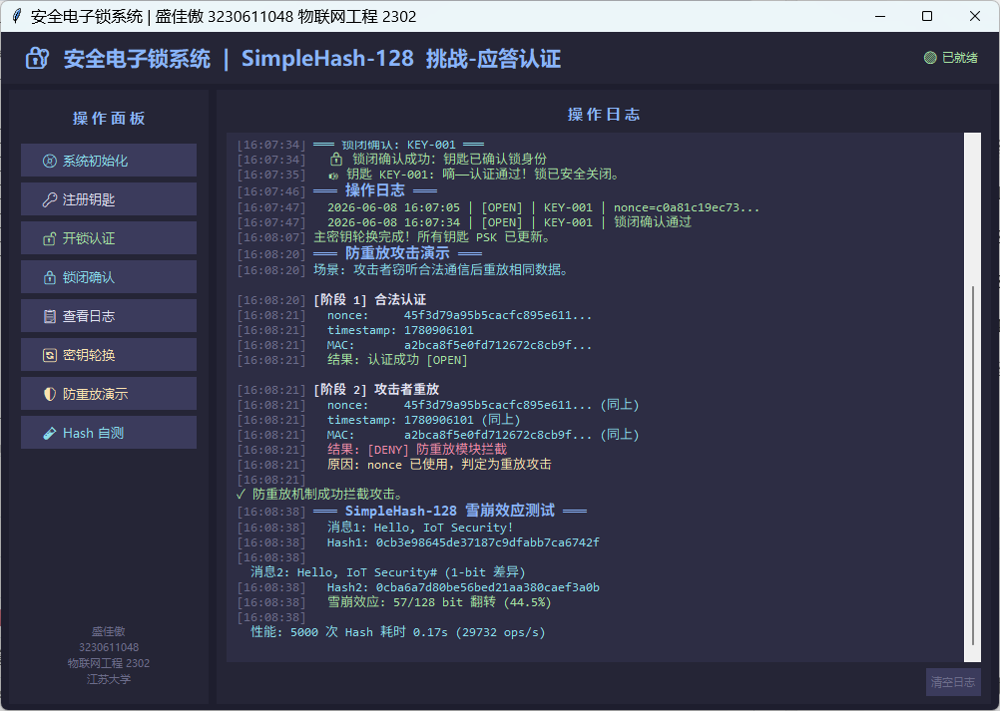 安全电子锁系统 | 盛佳傲 3230611048 物联网工程 2302
安全电子锁系统 | SimpleHash-128 挑战-应答认证
已就绪
操作面板
系统初始化
注册钥匙
开锁认证
锁闭确认
查看日志
密钥轮换
防重放演示
Hash 自测
盛佳傲
3230611048
物联网工程 2302
江苏大学
操作日志
[16:07:34] ═══ 锁闭确认: KEY-001 ═══
[16:07:34] 锁闭确认成功：钥匙已确认锁身份
[16:07:35] 钥匙 KEY-001: 嘀——认证通过！锁已安全关闭。
[16:07:46] ═══ 操作日志 ═══
[16:07:47] 2026-06-08 16:07:05 | [OPEN] | KEY-001 | nonce=c0a81c19ec73...
[16:07:47] 2026-06-08 16:07:34 | [OPEN] | KEY-001 | 锁闭确认通过
[16:08:07] 主密钥轮换完成！所有钥匙 PSK 已更新。
[16:08:20] ═══ 防重放攻击演示 ═══
[16:08:20] 场景: 攻击者窃听合法通信后重放相同数据。
[16:08:20] [阶段 1] 合法认证
[16:08:21] nonce: 45f3d79a95b5cacfc895e611...
[16:08:21] timestamp: 1780906101
[16:08:21] MAC: a2bca8f5e0fd712672c8cb9f...
[16:08:21] 结果: 认证成功 [OPEN]
[16:08:21] [阶段 2] 攻击者重放
[16:08:21] nonce: 45f3d79a95b5cacfc895e611... (同上)
[16:08:21] timestamp: 1780906101 (同上)
[16:08:21] MAC: a2bca8f5e0fd712672c8cb9f... (同上)
[16:08:21] 结果: [DENY] 防重放模块拦截
[16:08:21] 原因: nonce 已使用，判定为重放攻击
[16:08:21]
✓ 防重放机制成功拦截攻击。
[16:08:38] ═══ SimpleHash-128 雪崩效应测试 ═══
[16:08:38] 消息1: Hello, IoT Security!
[16:08:38] Hash1: 0cb3e98645de37187c9dfabb7ca6742f
[16:08:38]
消息2: Hello, IoT Security# (1-bit 差异)
[16:08:38] Hash2: 0cba6a7d80be56bed21aa380caef3a0b
[16:08:38] 雪崩效应: 57/128 bit 翻转 (44.5%)
[16:08:38]
性能: 5000 次 Hash 耗时 0.17s (29732 ops/s)
清空日志